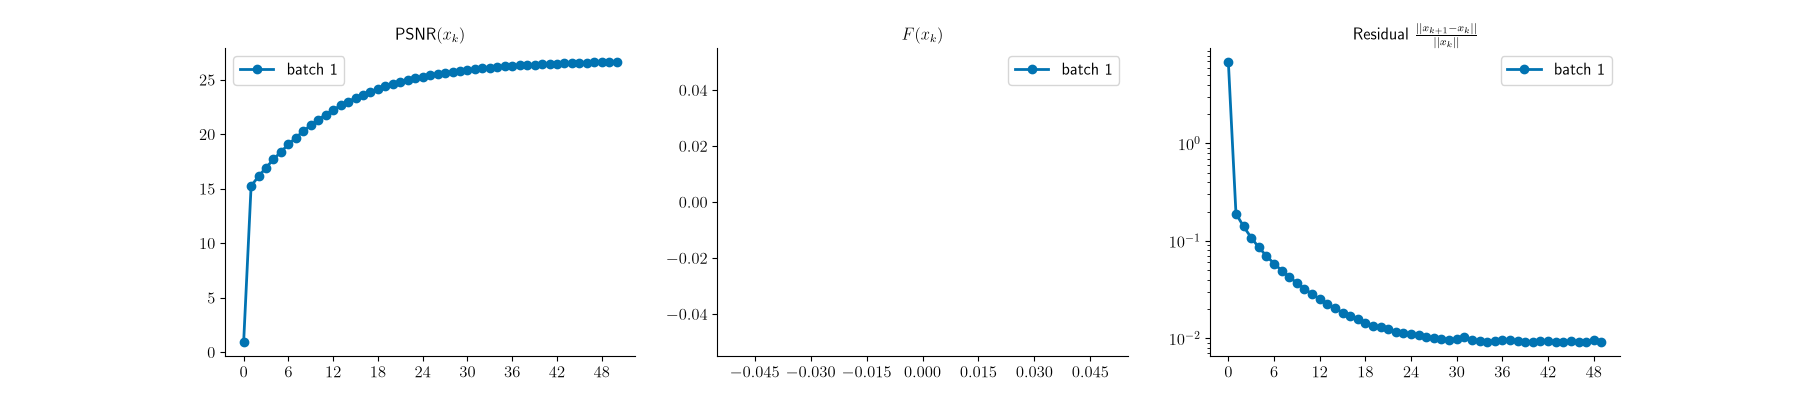 PSNR(x_k)
batch 1
25
20
15
10
5
0
0 6 12 18 24 30 36 42 48
F(x_k)
batch 1
0.04
0.02
0.00
−0.02
−0.04
−0.045 −0.030 −0.015 0.000 0.015 0.030 0.045
Residual ||x_{k+1}−x_k|| / ||x_k||
batch 1
10^0
10^{−1}
10^{−2}
0 6 12 18 24 30 36 42 48